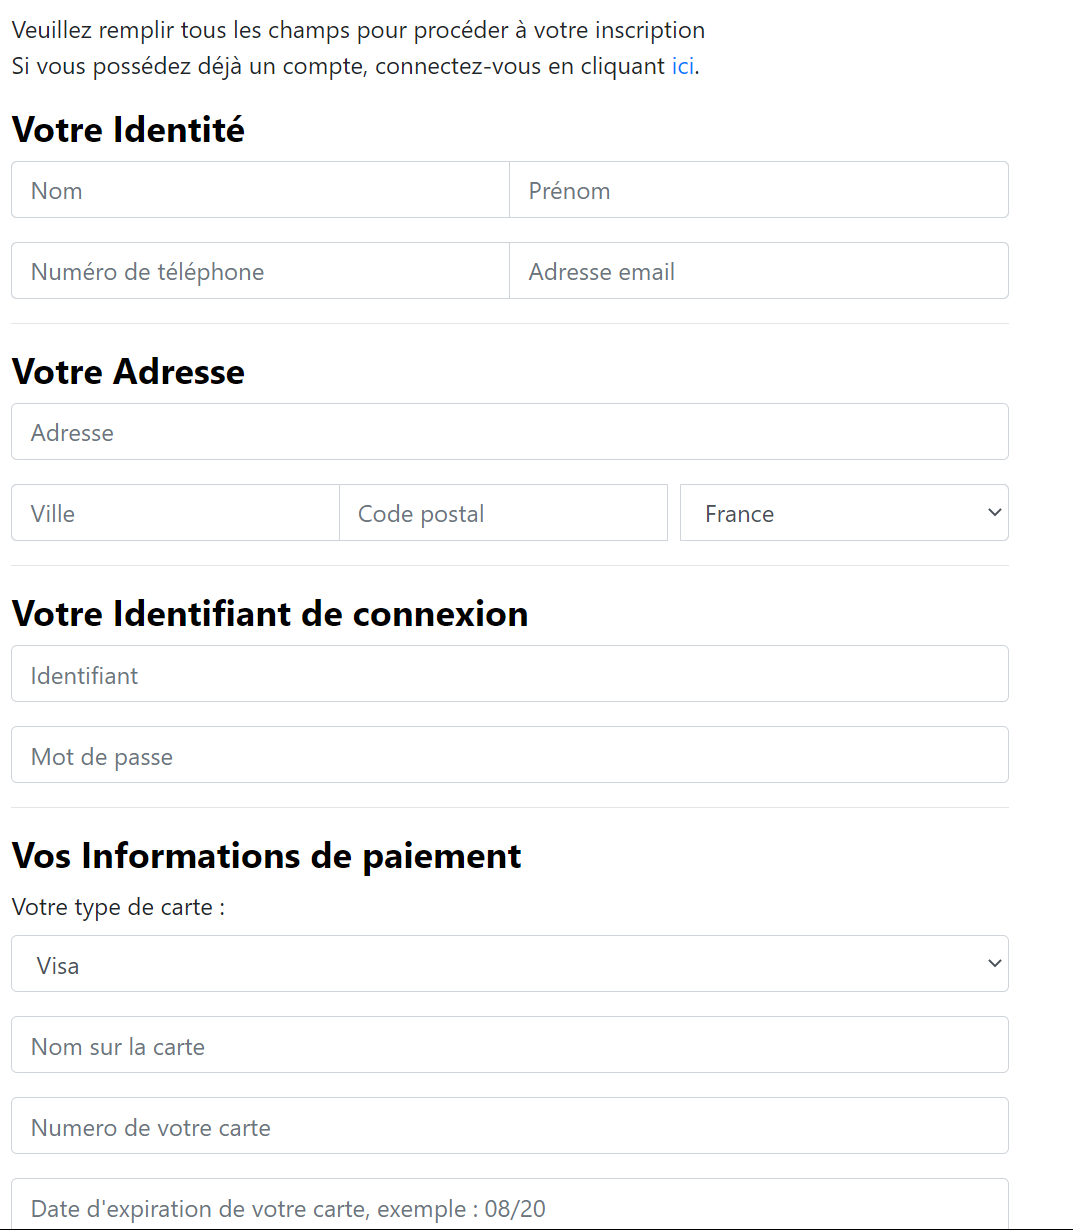 Veuillez remplir tous les champs pour procéder à votre inscription
Si vous possédez déjà un compte, connectez-vous en cliquant ici.
Votre Identité
Nom Prénom
Numéro de téléphone Adresse email
Votre Adresse
Adresse
Ville Code postal France
Votre Identifiant de connexion
Identifiant
Mot de passe
Vos Informations de paiement
Votre type de carte :
Visa
Nom sur la carte
Numero de votre carte
Date d'expiration de votre carte, exemple : 08/20